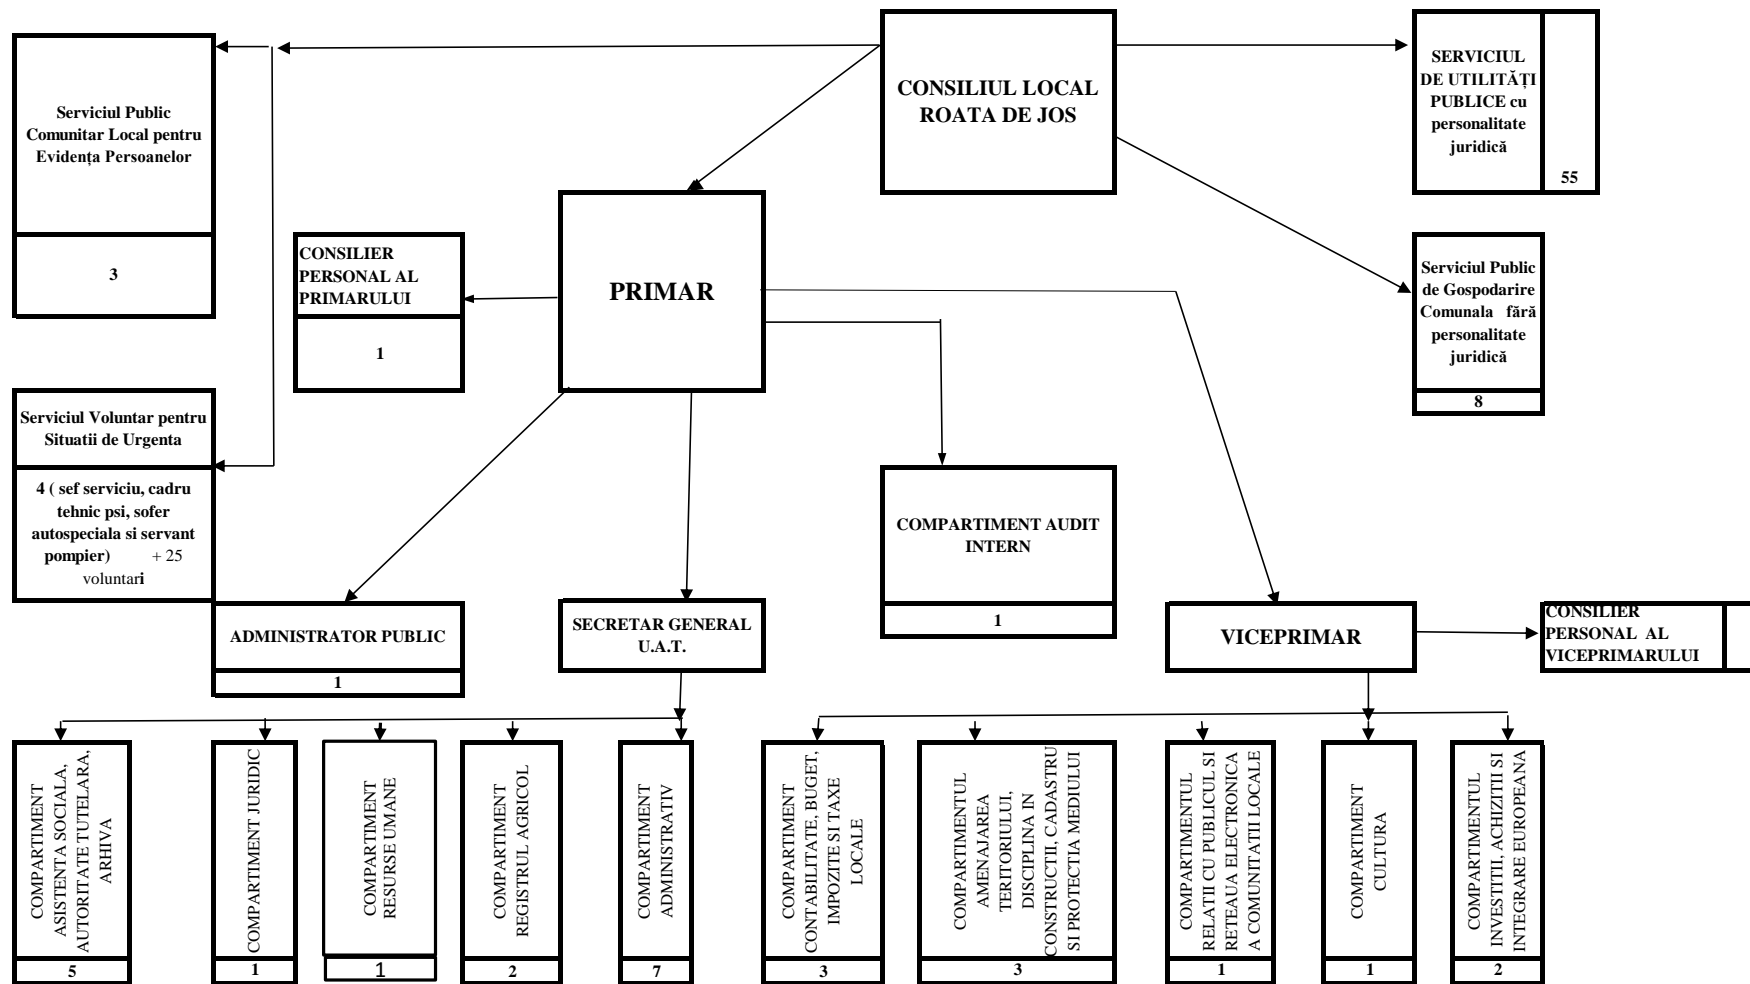 CONSILIUL LOCAL
ROATA DE JOS
SERVICIUL
DE UTILITĂȚI
PUBLICE cu
personalitate
juridică
55
Serviciul Public
Comunitar Local pentru
Evidența Persoanelor
3
CONSILIER
PERSONAL AL
PRIMARULUI
1
PRIMAR
Serviciul Public
de Gospodarire
Comunala fără
personalitate
juridică
8
Serviciul Voluntar pentru
Situatii de Urgenta
4 ( sef serviciu, cadru
tehnic psi, sofer
autospeciala si servant
pompier) + 25
voluntari
COMPARTIMENT AUDIT
INTERN
1
ADMINISTRATOR PUBLIC
1
SECRETAR GENERAL
U.A.T.
VICEPRIMAR
CONSILIER
PERSONAL AL
VICEPRIMARULUI
COMPARTIMENT
ASISTENTA SOCIALA,
AUTORITATE TUTELARA,
ARHIVA
5
COMPARTIMENT JURIDIC
1
COMPARTIMENT
RESURSE UMANE
1
COMPARTIMENT
REGISTRUL AGRICOL
2
COMPARTIMENT
ADMINISTRATIV
7
COMPARTIMENT
CONTABILITATE, BUGET,
IMPOZITE SI TAXE
LOCALE
3
COMPARTIMENTUL
AMENAJAREA
TERITORIULUI,
DISCIPLINA IN
CONSTRUCTII, CADASTRU
SI PROTECTIA MEDIULUI
3
COMPARTIMENTUL
RELATII CU PUBLICUL SI
RETEAUA ELECTRONICA
A COMUNITATII LOCALE
1
COMPARTIMENT
CULTURA
1
COMPARTIMENTUL
INVESTITII, ACHIZITII SI
INTEGRARE EUROPEANA
2